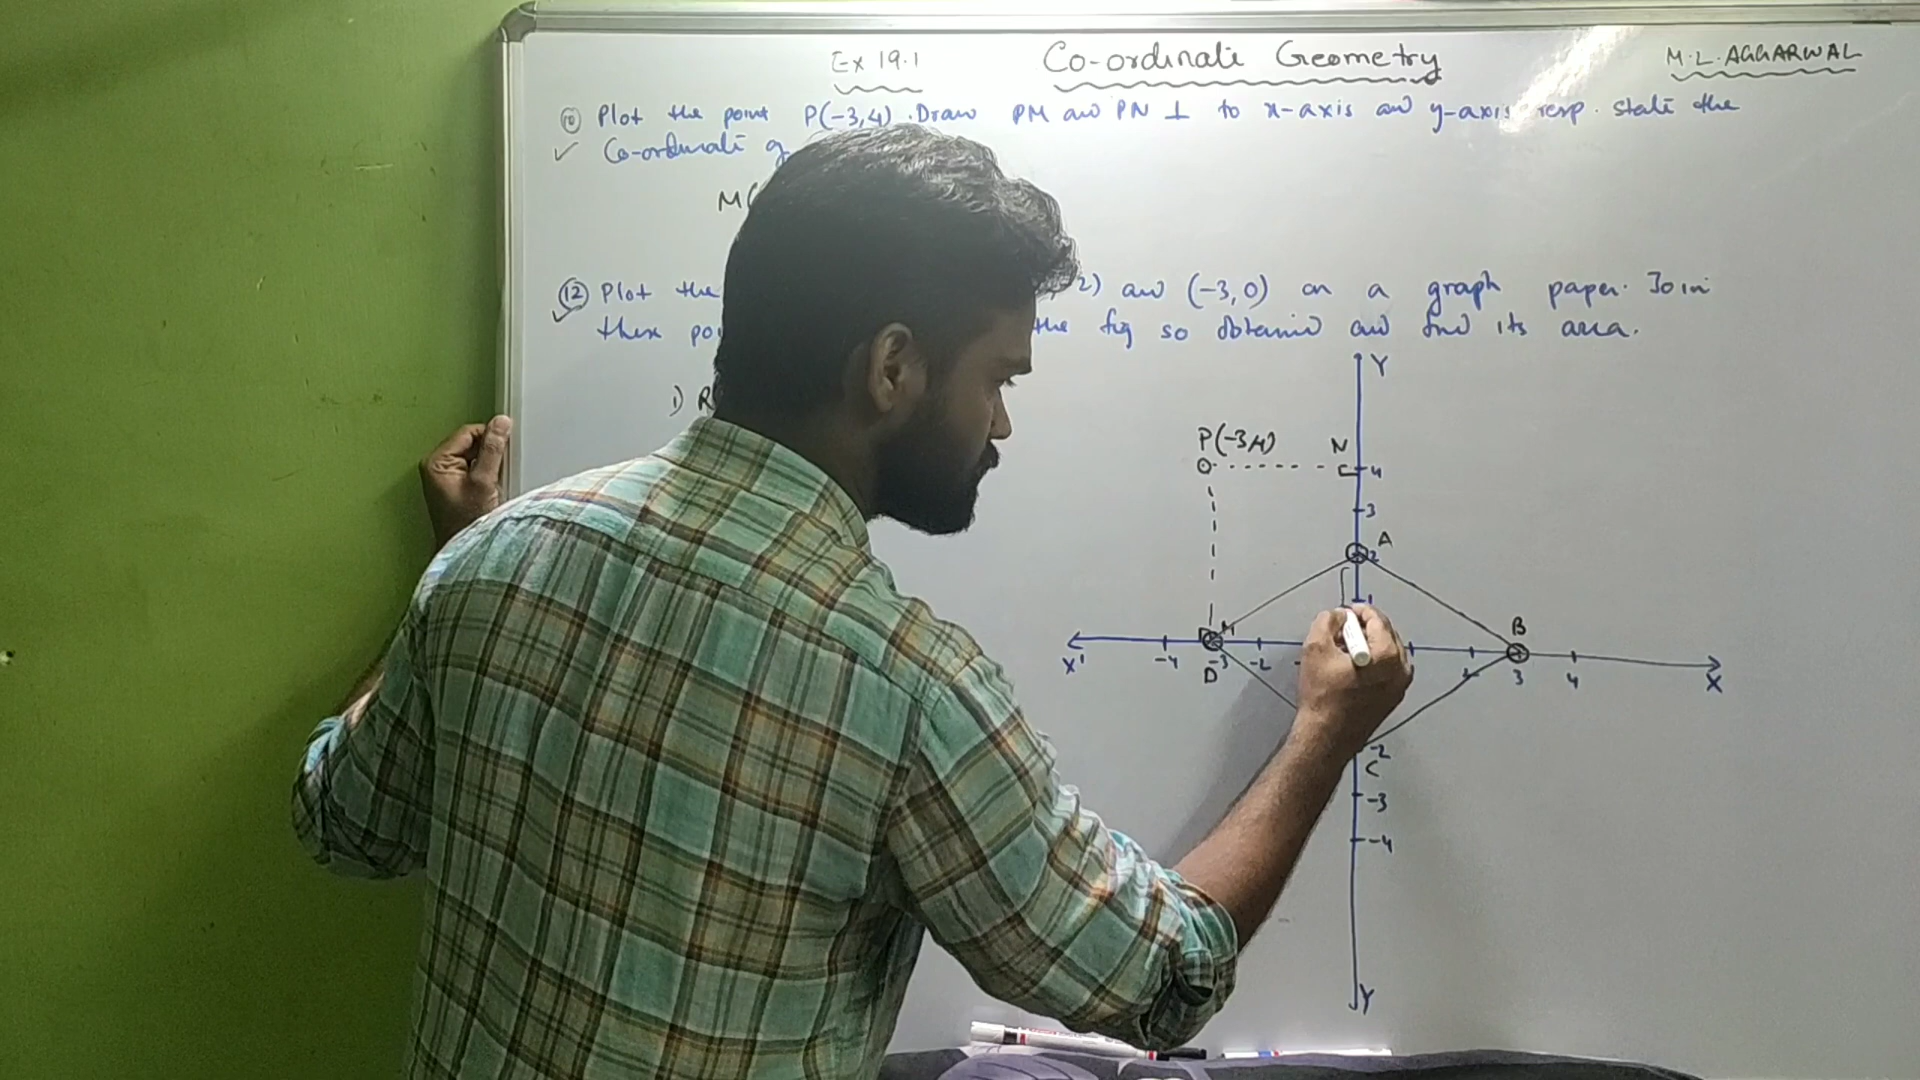 Ex 19.1
Co-ordinate Geometry
M.L.AGGARWAL
10 Plot the point P(-3,4). Draw PM and PN ⊥ to x-axis and y-axis resp. state the
Co-ordinate
M(
12 Plot the 2) and (-3,0) on a graph paper. Join
these the fig so obtained and find its area.
1) R
Y
P(-3,4)
N
4
3
A
2
1
M
B
X' -4 -3 -2 3 4 X
D
-2
C
-3
-4
Y